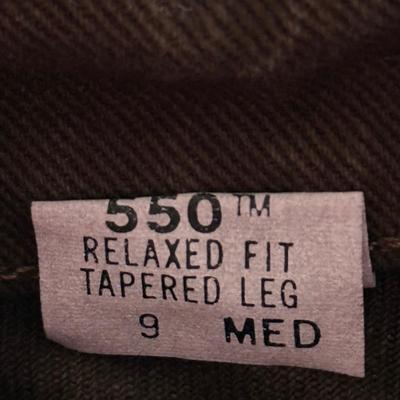 550™
RELAXED FIT
TAPERED LEG
9 MED